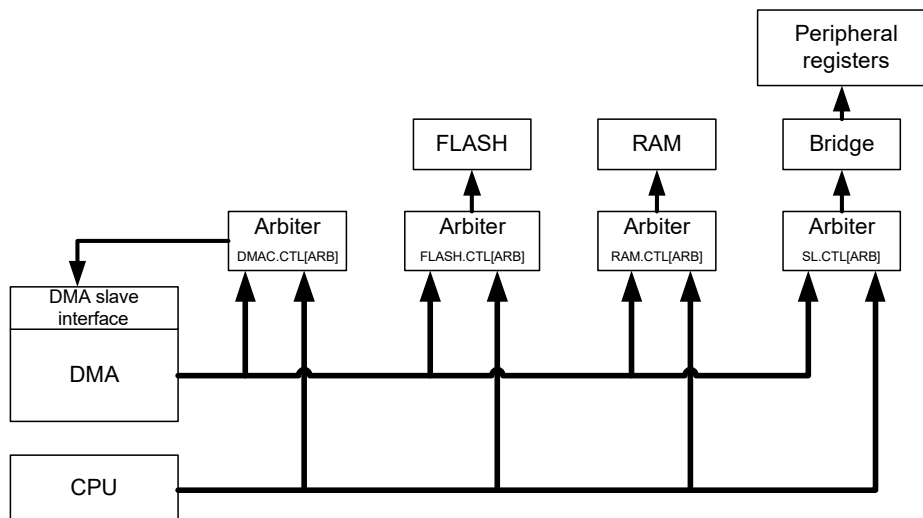 Peripheral
registers
FLASH
RAM
Bridge
Arbiter
DMAC.CTL[ARB]
Arbiter
FLASH.CTL[ARB]
Arbiter
RAM.CTL[ARB]
Arbiter
SL.CTL[ARB]
DMA slave
interface
DMA
CPU